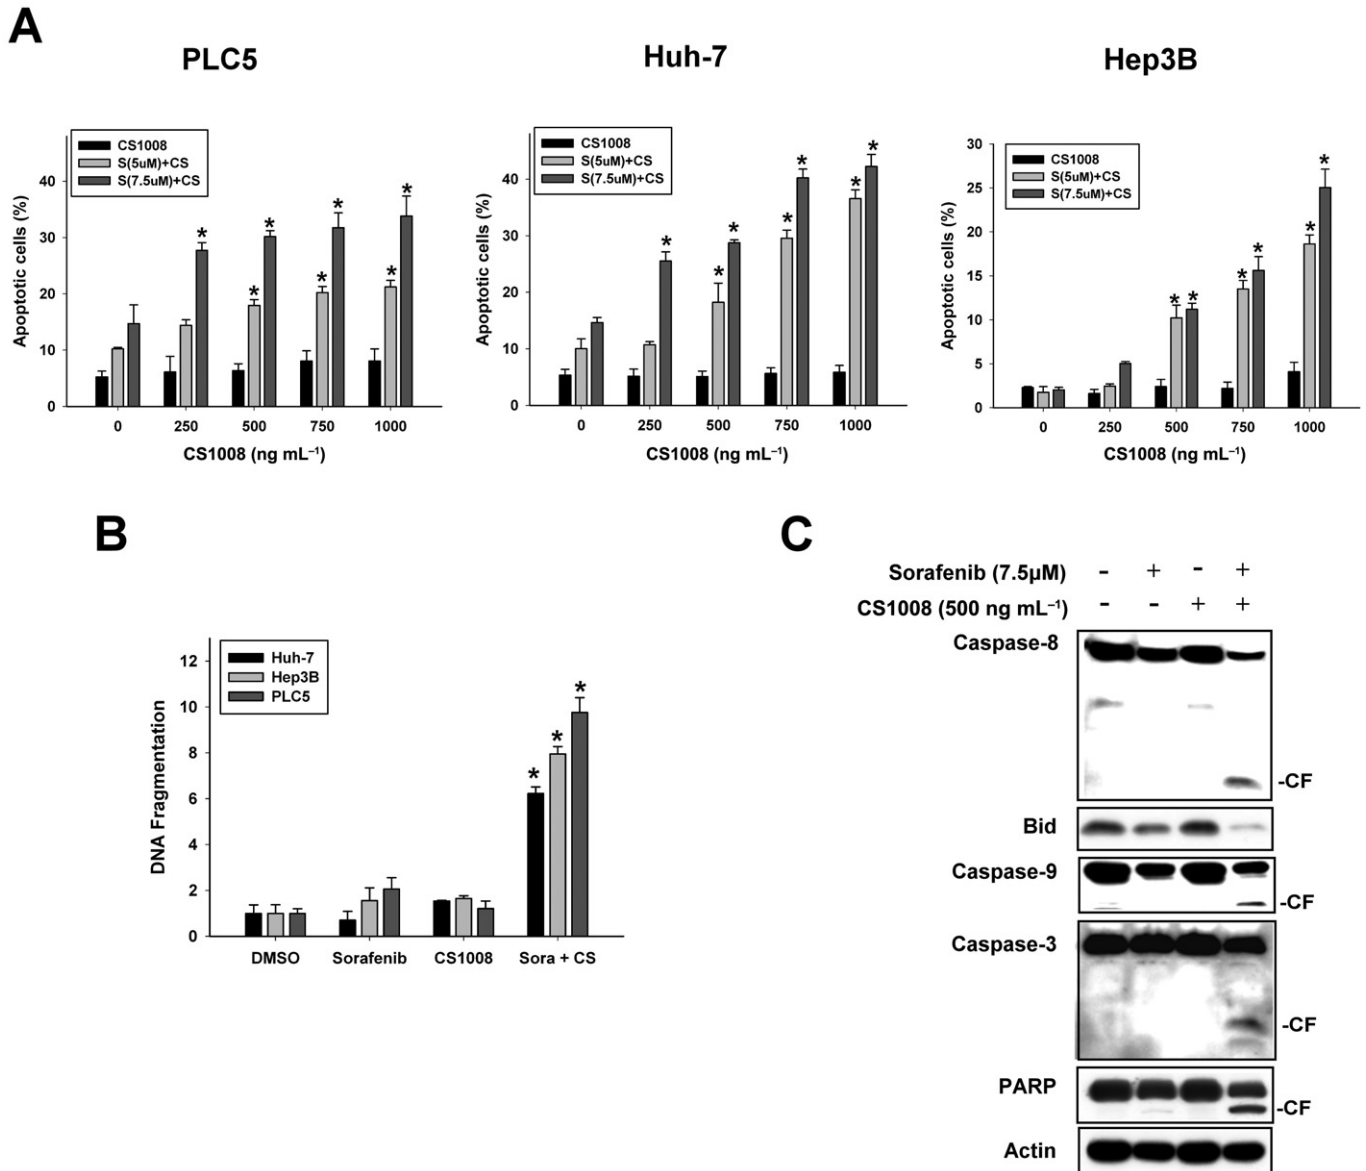 A
PLC5
Huh-7
Hep3B
CS1008
S(5uM)+CS
S(7.5uM)+CS
Apoptotic cells (%)
40
30
20
10
0
0 250 500 750 1000
CS1008 (ng mL⁻¹)
CS1008
S(5uM)+CS
S(7.5uM)+CS
Apoptotic cells (%)
40
30
20
10
0
0 250 500 750 1000
CS1008 (ng mL⁻¹)
CS1008
S(5uM)+CS
S(7.5uM)+CS
Apoptotic cells (%)
30
25
20
15
10
5
0
0 250 500 750 1000
CS1008 (ng mL⁻¹)
B
Huh-7
Hep3B
PLC5
DNA Fragmentation
12
10
8
6
4
2
0
DMSO Sorafenib CS1008 Sora + CS
C
Sorafenib (7.5µM) - + - +
CS1008 (500 ng mL⁻¹) - - + +
Caspase-8
-CF
Bid
Caspase-9
-CF
Caspase-3
-CF
PARP
-CF
Actin